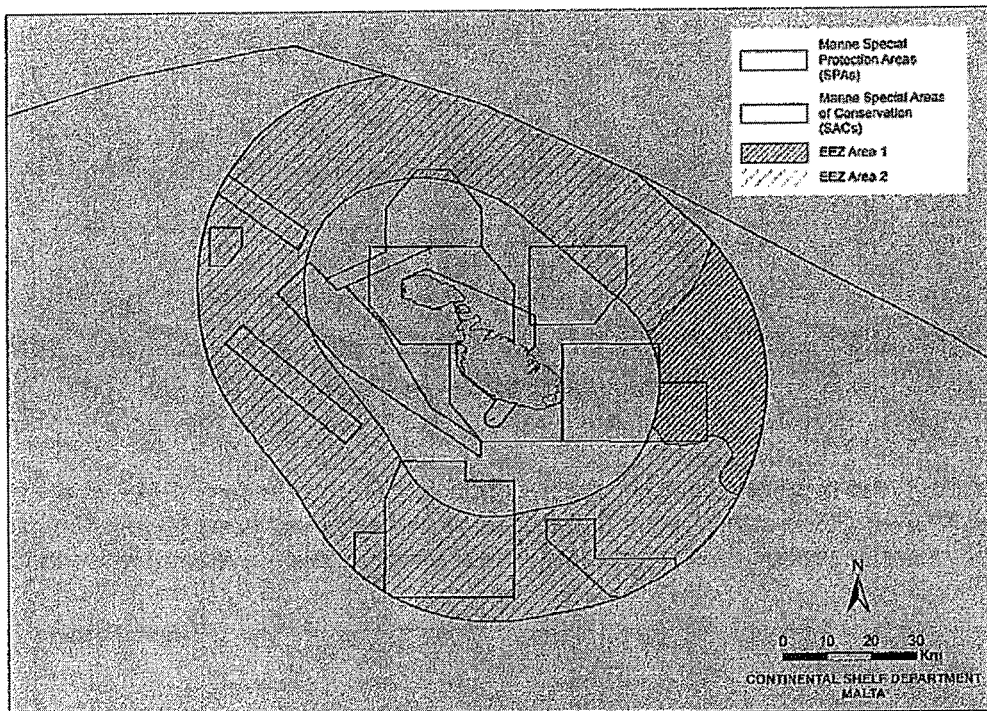 Marine Special
Protection Areas
(SPAs)
Marine Special Areas
of Conservation
(SACs)
EEZ Area 1
EEZ Area 2
N
0 10 20 30
Km
CONTINENTAL SHELF DEPARTMENT
MALTA